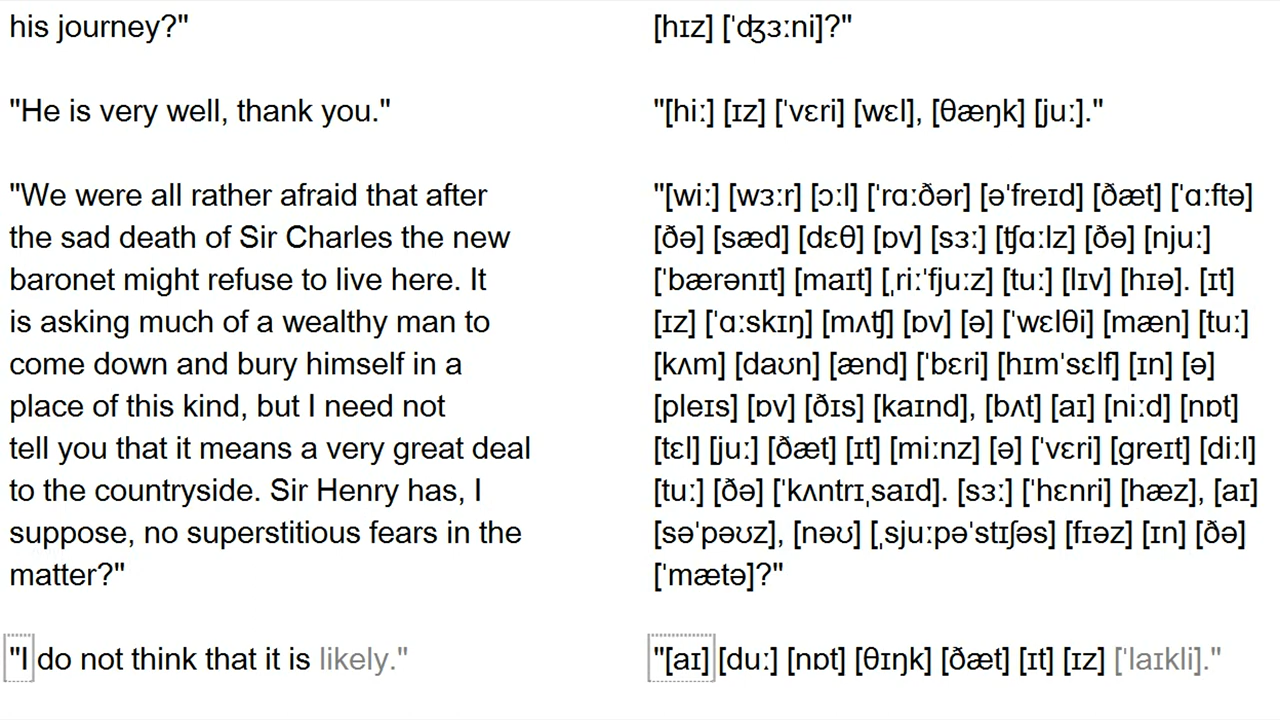 his journey?"
"He is very well, thank you."
"We were all rather afraid that after
the sad death of Sir Charles the new
baronet might refuse to live here. It
is asking much of a wealthy man to
come down and bury himself in a
place of this kind, but I need not
tell you that it means a very great deal
to the countryside. Sir Henry has, I
suppose, no superstitious fears in the
matter?"
"I do not think that it is likely."
[hɪz] [ˈʤɜːni]?"
"[hiː] [ɪz] [ˈvɛri] [wɛl], [θæŋk] [juː]."
"[wiː] [wɜːr] [ɔːl] [ˈrɑːðər] [əˈfreɪd] [ðæt] [ˈɑːftə]
[ðə] [sæd] [dɛθ] [ɒv] [sɜː] [ʧɑːlz] [ðə] [njuː]
[ˈbærənɪt] [maɪt] [ˌriːˈfjuːz] [tuː] [lɪv] [hɪə]. [ɪt]
[ɪz] [ˈɑːskɪŋ] [mʌʧ] [ɒv] [ə] [ˈwɛlθi] [mæn] [tuː]
[kʌm] [daʊn] [ænd] [ˈbɛri] [hɪmˈsɛlf] [ɪn] [ə]
[pleɪs] [ɒv] [ðɪs] [kaɪnd], [bʌt] [aɪ] [niːd] [nɒt]
[tɛl] [juː] [ðæt] [ɪt] [miːnz] [ə] [ˈvɛri] [greɪt] [diːl]
[tuː] [ðə] [ˈkʌntrɪˌsaɪd]. [sɜː] [ˈhɛnri] [hæz], [aɪ]
[səˈpəʊz], [nəʊ] [ˌsjuːpəˈstɪʃəs] [fɪəz] [ɪn] [ðə]
[ˈmætə]?"
"[aɪ] [duː] [nɒt] [θɪŋk] [ðæt] [ɪt] [ɪz] [ˈlaɪkli]."